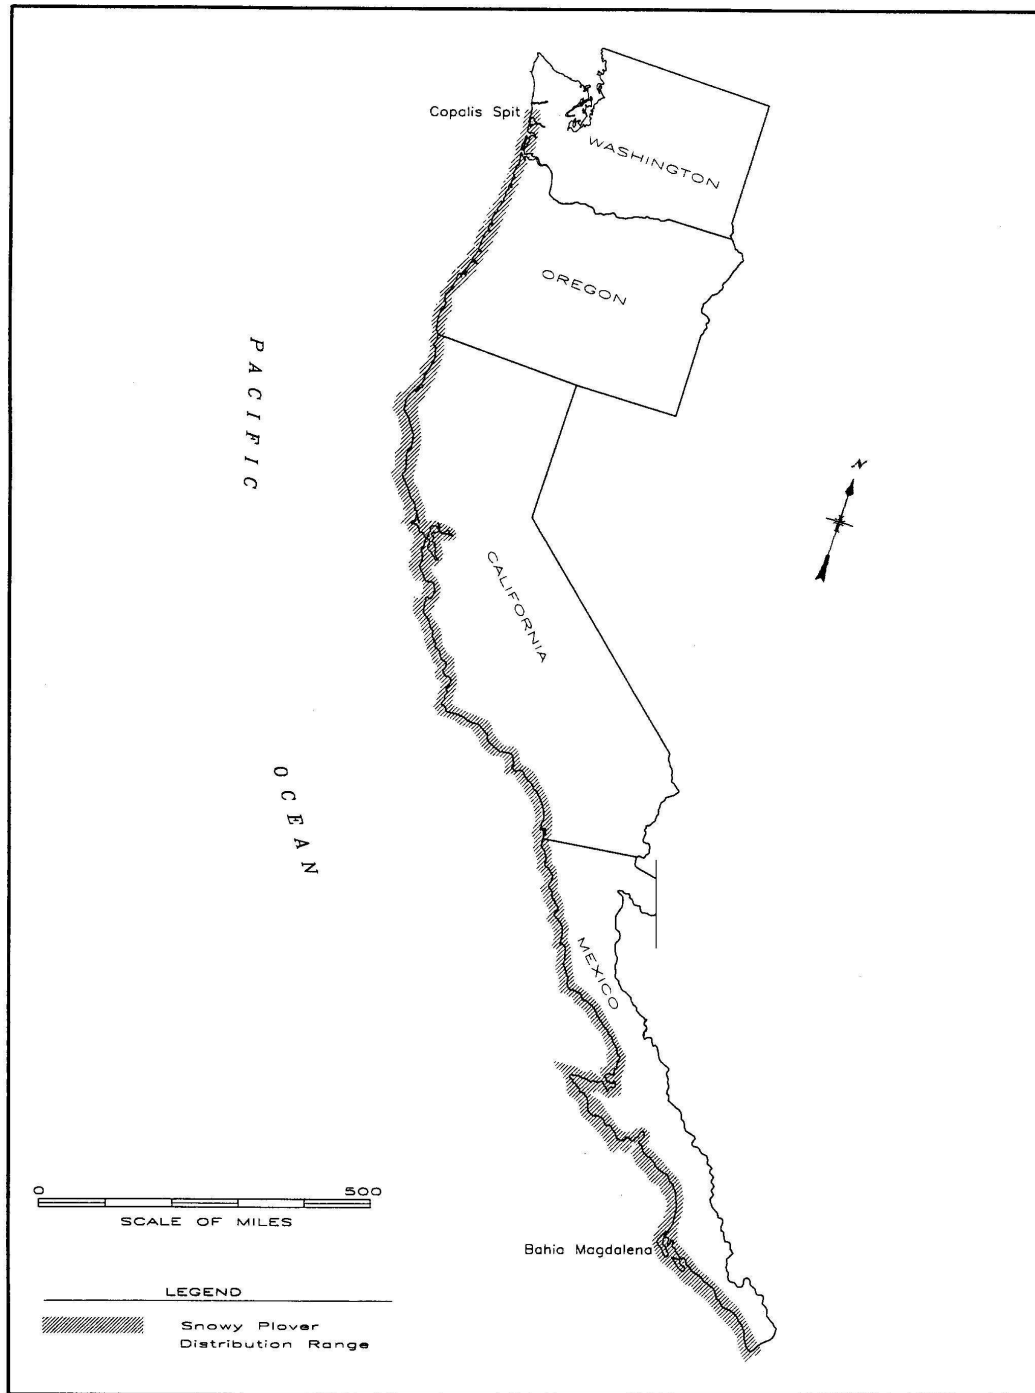 Copalis Spit
WASHINGTON
OREGON
PACIFIC
N
CALIFORNIA
OCEAN
MEXICO
0 500
SCALE OF MILES
Bahia Magdalena
LEGEND
Snowy Plover
Distribution Range